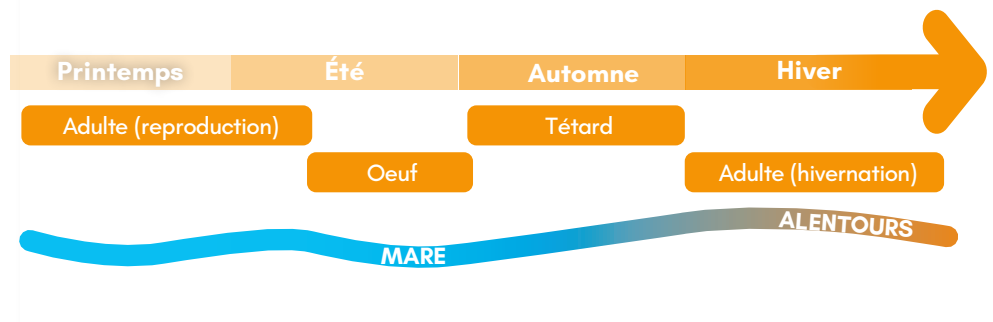 Printemps
Été
Automne
Hiver
Adulte (reproduction)
Tétard
Oeuf
Adulte (hivernation)
ALENTOURS
MARE